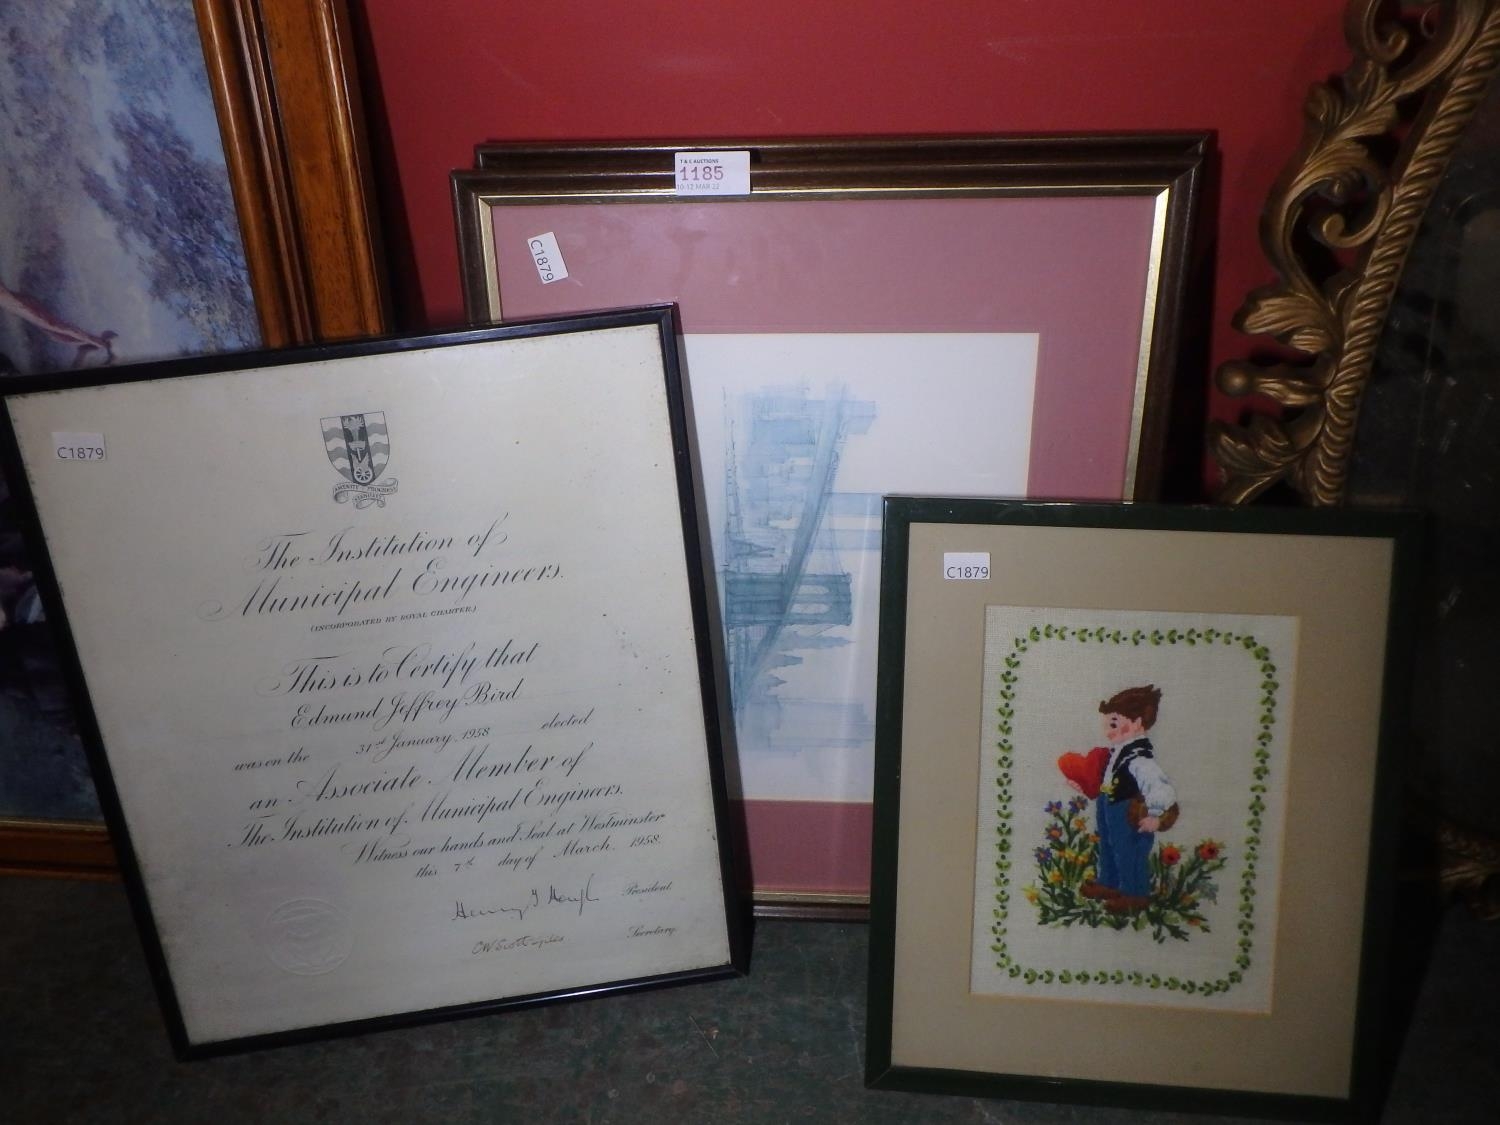 T & C AUCTIONS
1185
10-12 MAR 22
C1879
C1879
The Institution of
Municipal Engineers.
(INCORPORATED BY ROYAL CHARTER.)
This is to Certify that
Edmund Jeffrey Bird
was on the 31st January 1958 elected
an Associate Member of
The Institution of Municipal Engineers.
Witness our hands and Seal at Westminster
this 7th day of March 1958.
President.
Secretary.
C1879